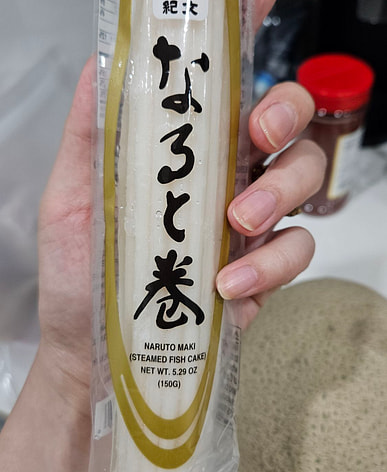 紀文
なると巻
NARUTO MAKI
(STEAMED FISH CAKE)
NET WT. 5.29 OZ
(150G)